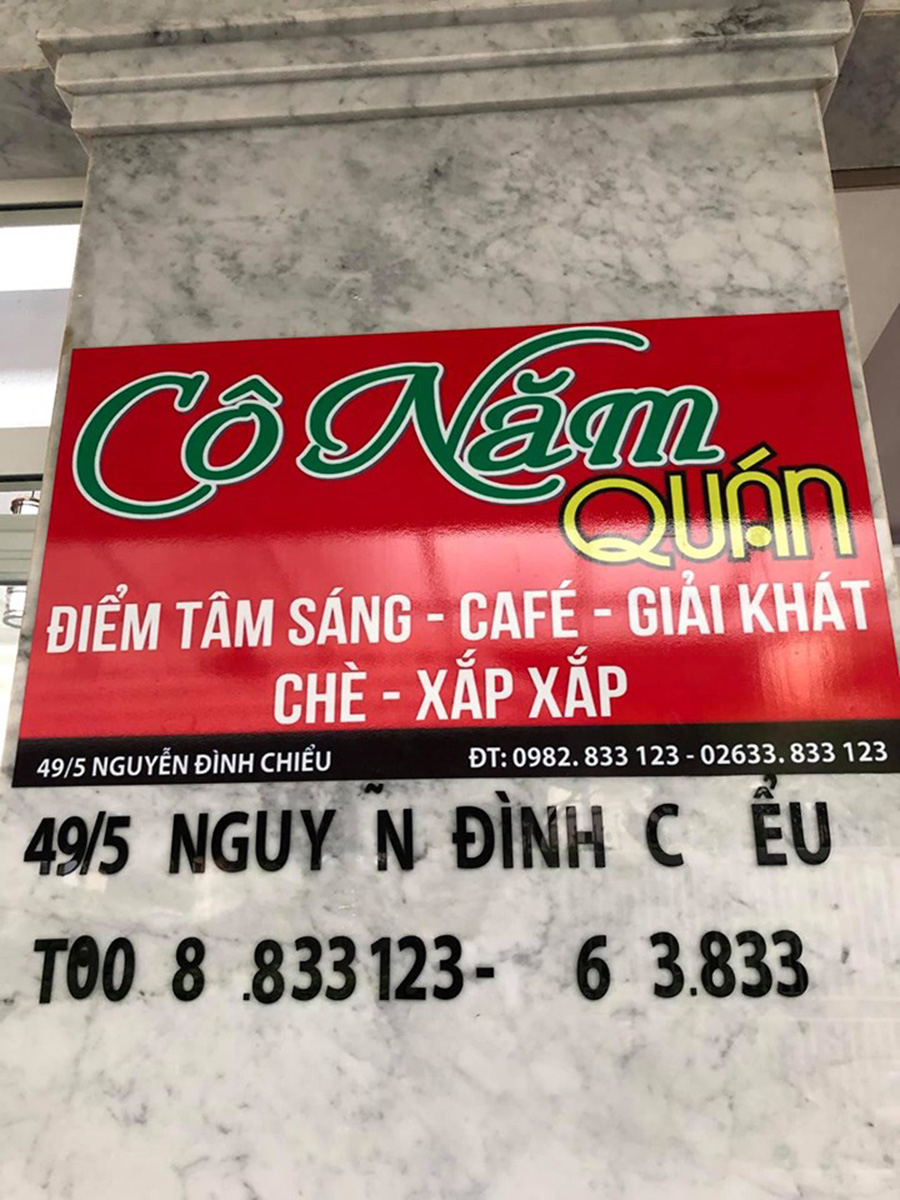 Cô Năm
QUÁN
ĐIỂM TÂM SÁNG - CAFÉ - GIẢI KHÁT
CHÈ - XẮP XẮP
49/5 NGUYỄN ĐÌNH CHIỂU ĐT: 0982. 833 123 - 02633. 833 123
49/5 NGUY ̃N ĐÌNH C ỂU
T00 8 .833123- 6 3.833